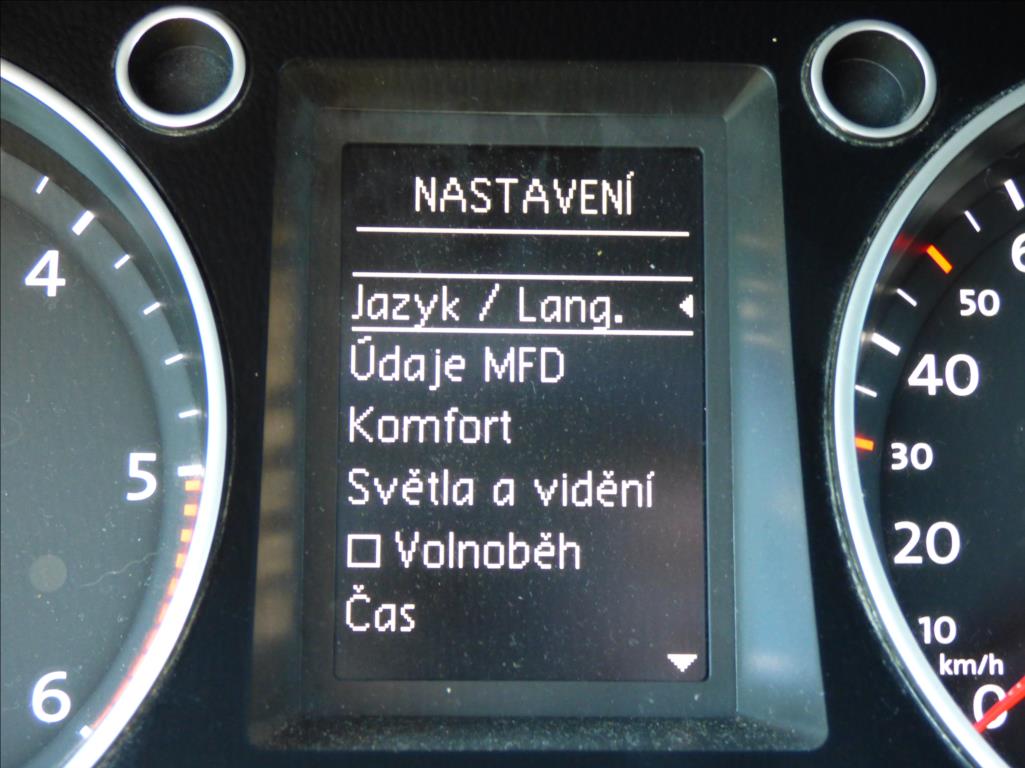 NASTAVENÍ
Jazyk / Lang.
Údaje MFD
Komfort
Světla a vidění
Volnoběh
Čas
4
5
6
6
50
40
30
20
10
km/h
0